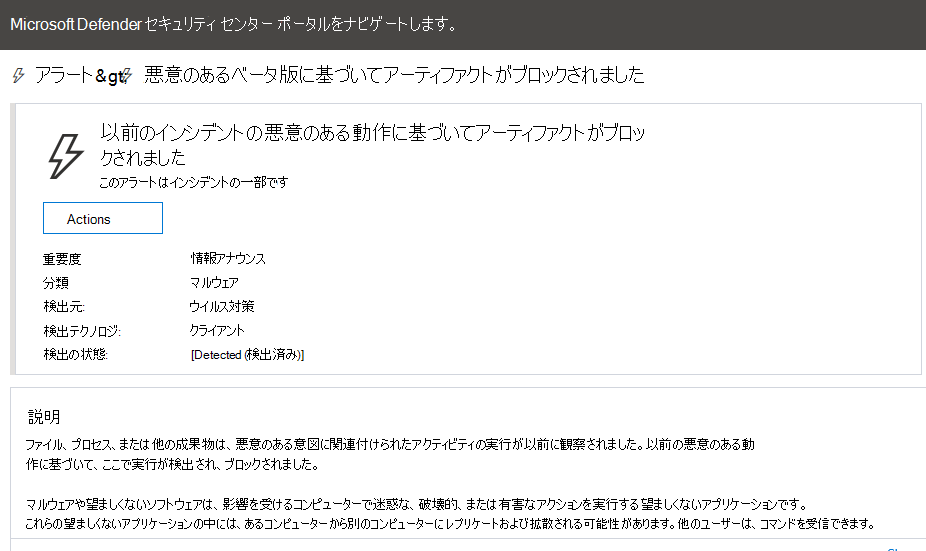 Microsoft Defender セキュリティ センター ポータルをナビゲートします。
アラート&gt; 悪意のあるベータ版に基づいてアーティファクトがブロックされました
以前のインシデントの悪意のある動作に基づいてアーティファクトがブロッ
クされました
このアラートはインシデントの一部です
Actions
重要度 情報アナウンス
分類 マルウェア
検出元: ウイルス対策
検出テクノロジ: クライアント
検出の状態: [Detected (検出済み)]
説明
ファイル、プロセス、または他の成果物は、悪意のある意図に関連付けられたアクティビティの実行が以前に観察されました。以前の悪意のある動
作に基づいて、ここで実行が検出され、ブロックされました。
マルウェアや望ましくないソフトウェアは、影響を受けるコンピューターで迷惑な、破壊的、または有害なアクションを実行する望ましくないアプリケーションです。
これらの望ましくないアプリケーションの中には、あるコンピューターから別のコンピューターにレプリケートおよび拡散される可能性があります。他のユーザーは、コマンドを受信できます。